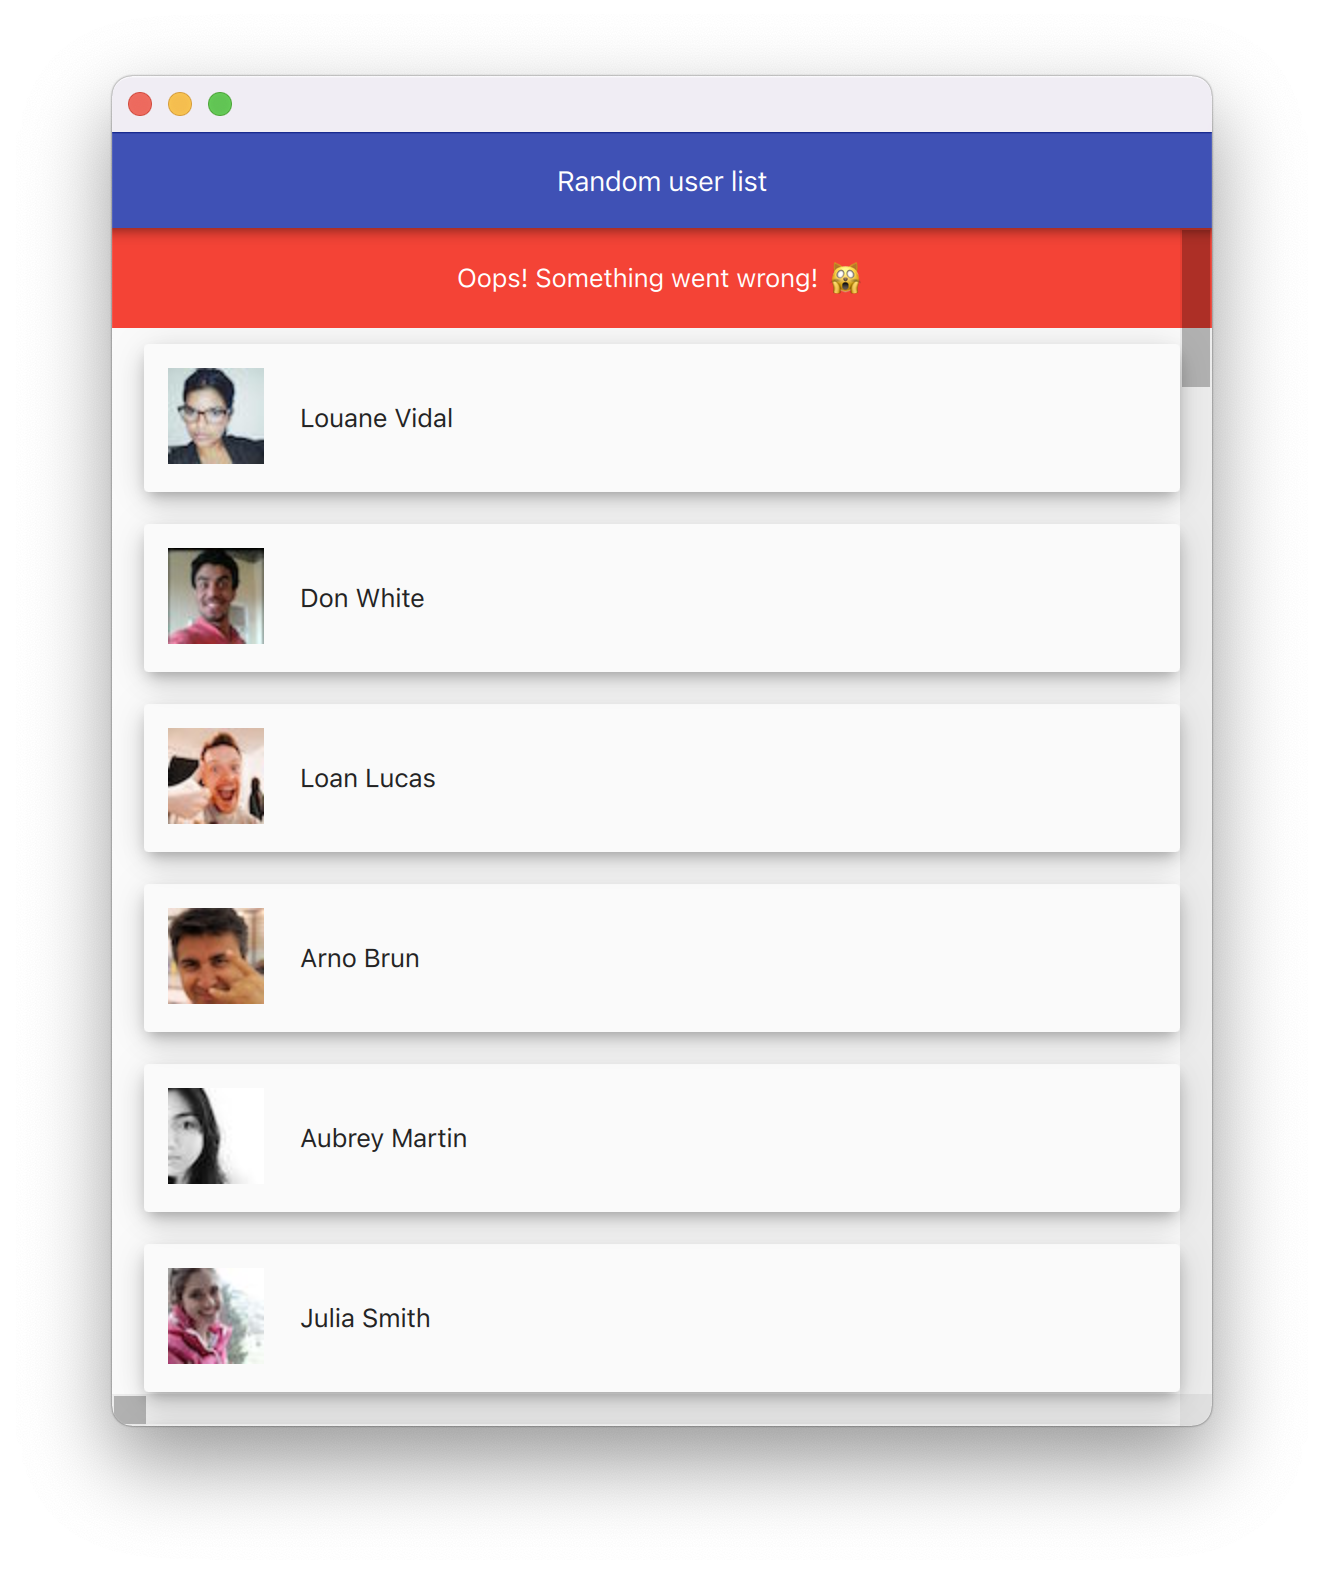 Random user list
Oops! Something went wrong! 🙀
Louane Vidal
Don White
Loan Lucas
Arno Brun
Aubrey Martin
Julia Smith